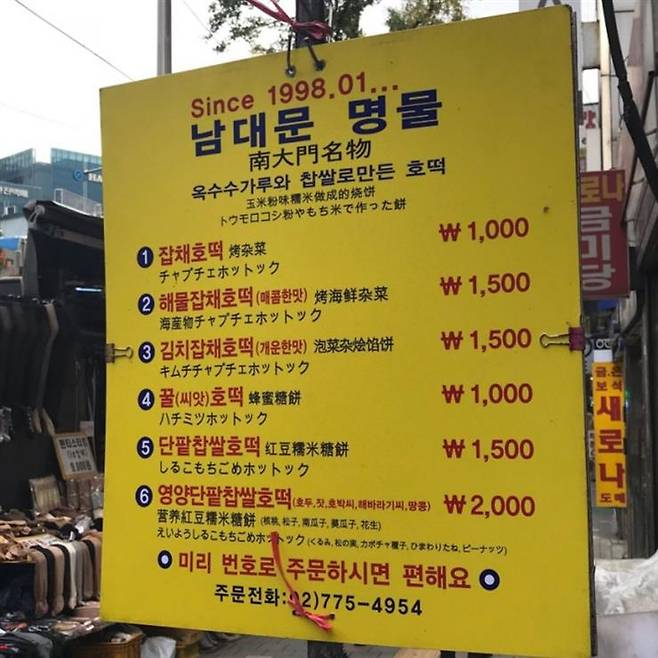 Since 1998.01...
남대문 명물
南大門名物
옥수수가루와 찹쌀로만든 호떡
玉米粉味糯米做成的烧饼
トウモロコシ粉やもち米で作った餅
1 잡채호떡 烤杂菜 ₩1,000
チャプチェホットック
2 해물잡채호떡(매콤한맛) 烤海鲜杂菜 ₩1,500
海産物チャプチェホットック
3 김치잡채호떡(개운한맛) 泡菜杂烩馅饼 ₩1,500
キムチチャプチェホットック
4 꿀(씨앗)호떡 蜂蜜糖餅 ₩1,000
ハチミツホットック
5 단팥찹쌀호떡 紅豆糯米糖餅 ₩1,500
しるこもちごめホットック
6 영양단팥찹쌀호떡(호두,잣,호박씨,해바라기씨,땅콩) ₩2,000
营养紅豆糯米糖餅 (核桃, 松子, 南瓜子, 葵瓜子, 花生)
えいようしるこもちごめホットック(くるみ, 松の実, カボチャ種子, ひまわりたね, ピーナッツ)
미리 번호로 주문하시면 편해요
주문전화:02)775-4954
세로나
금미당
금.은
보석
새로나
도매